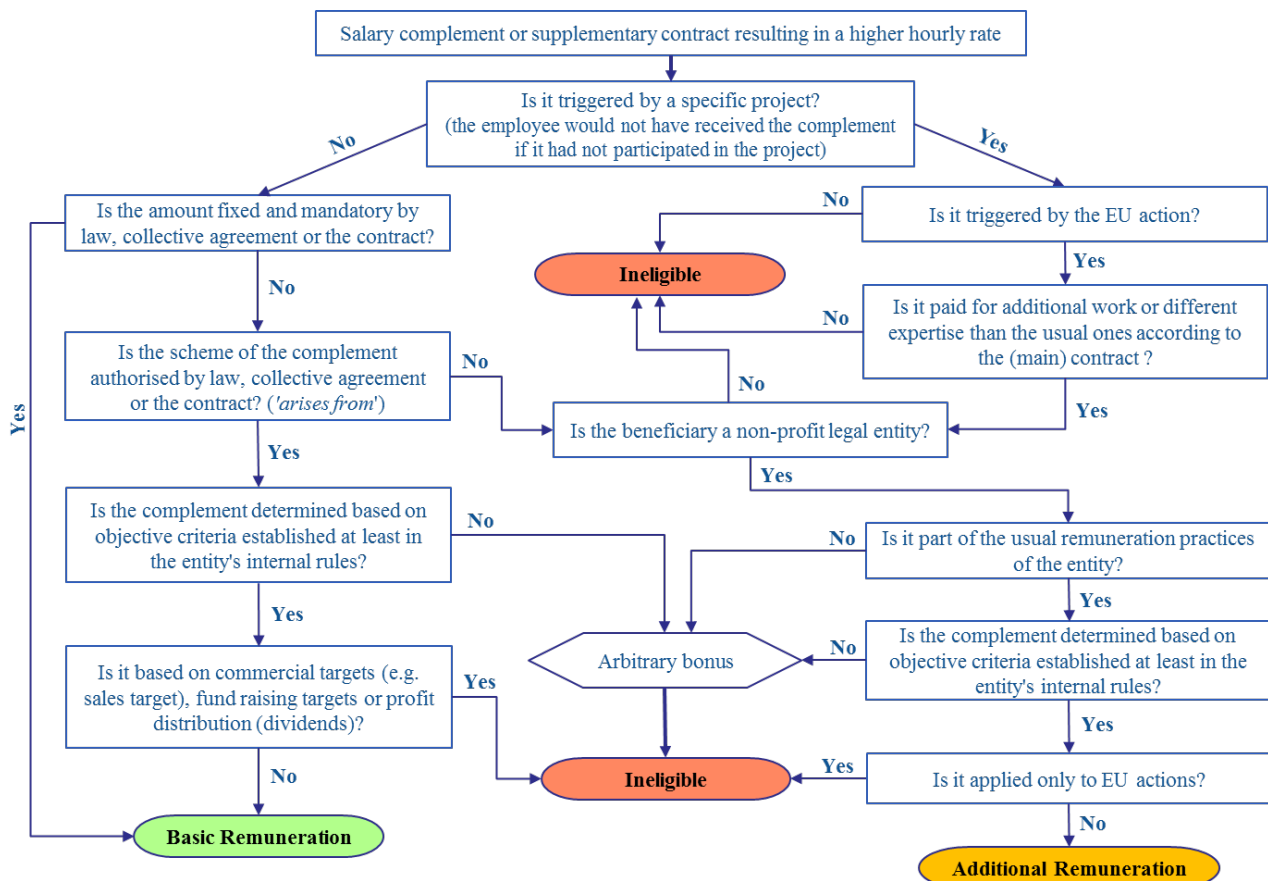 Salary complement or supplementary contract resulting in a higher hourly rate
Is it triggered by a specific project?
(the employee would not have received the complement
if it had not participated in the project)
No
Yes
Is the amount fixed and mandatory by
law, collective agreement or the contract?
No
Is it triggered by the EU action?
Ineligible
Yes
No
Is it paid for additional work or different
expertise than the usual ones according to
the (main) contract ?
No
Is the scheme of the complement
authorised by law, collective agreement
or the contract? ('arises from')
No
No
Yes
Yes
Is the beneficiary a non-profit legal entity?
Yes
Yes
Is the complement determined based on
objective criteria established at least in
the entity's internal rules?
No
No
Is it part of the usual remuneration practices
of the entity?
Yes
Yes
Is it based on commercial targets (e.g.
sales target), fund raising targets or profit
distribution (dividends)?
Yes
Arbitrary bonus
No
Is the complement determined based on
objective criteria established at least in the
entity's internal rules?
Yes
No
Ineligible
Yes
Is it applied only to EU actions?
Basic Remuneration
No
Additional Remuneration